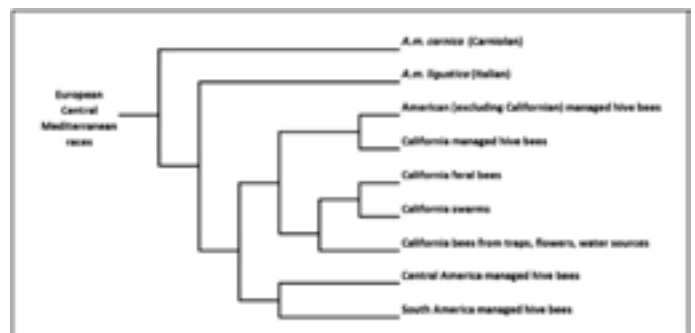 A.m. carnica (Carniolan)
A.m. ligustica (Italian)
European
Central
Mediterranean
races
American (excluding Californian) managed hive bees
California managed hive bees
California feral bees
California swarms
California bees from traps, flowers, water sources
Central America managed hive bees
South America managed hive bees